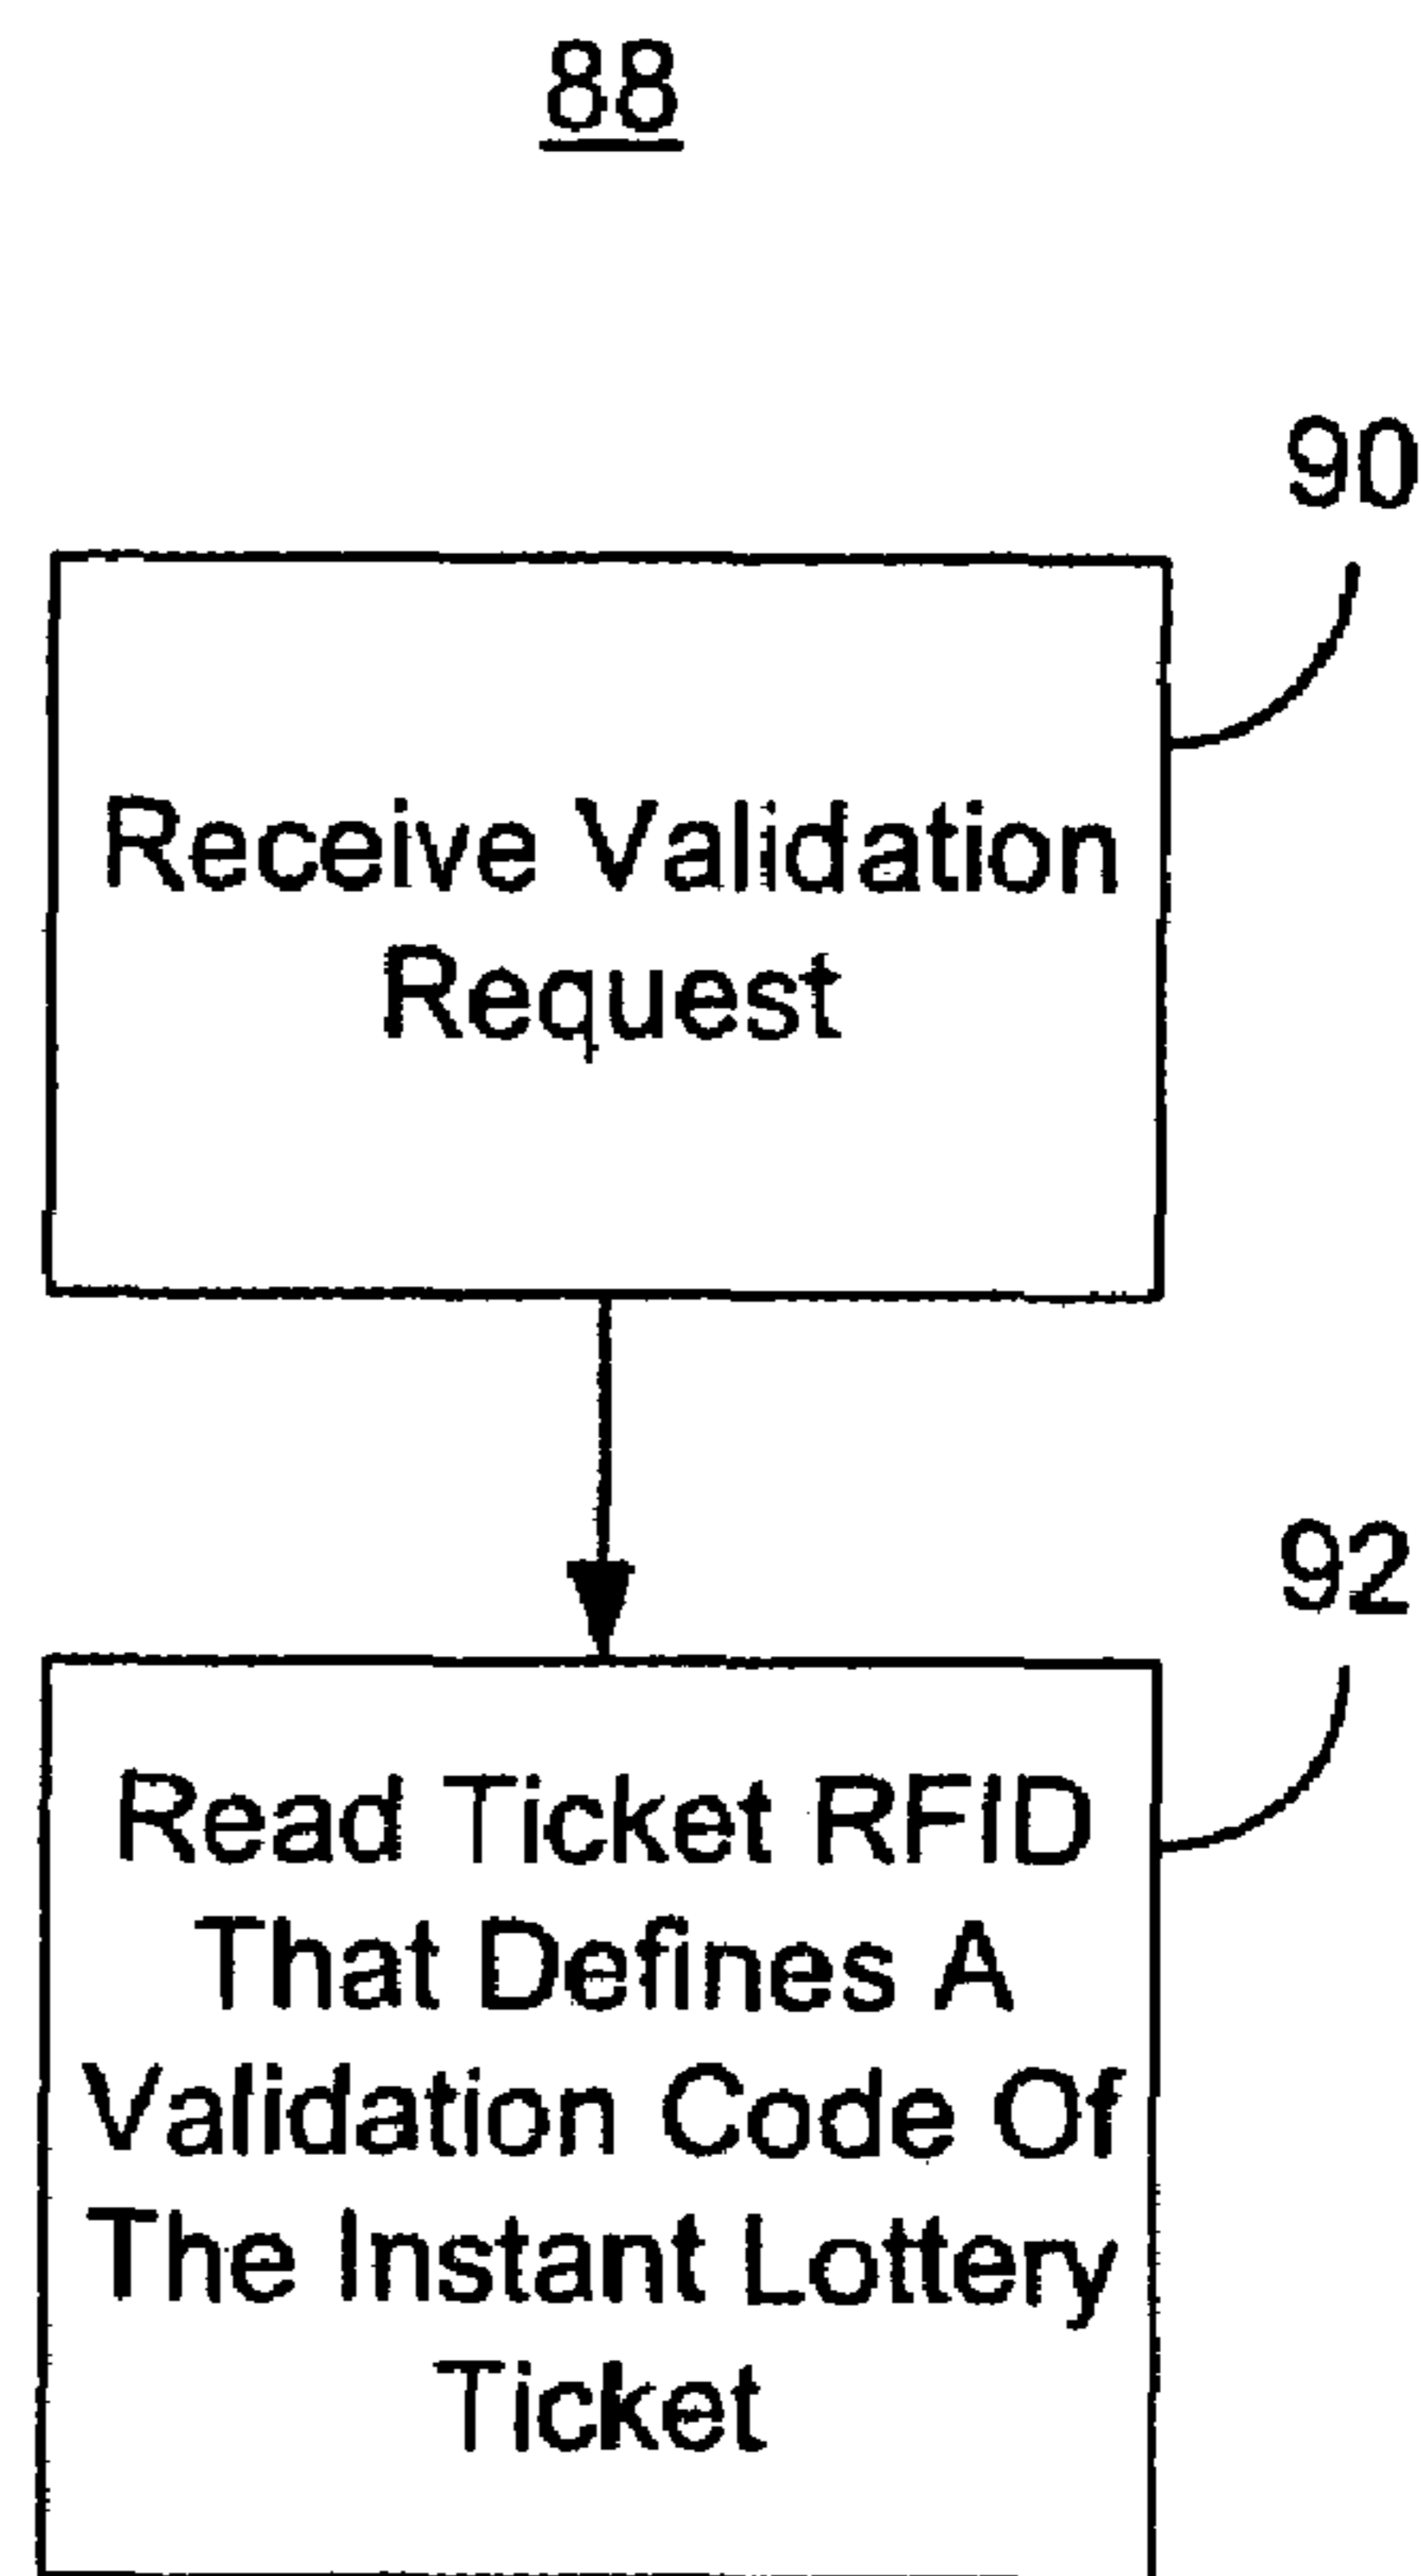 88
90
Receive Validation
Request
92
Read Ticket RFID
That Defines A
Validation Code Of
The Instant Lottery
Ticket